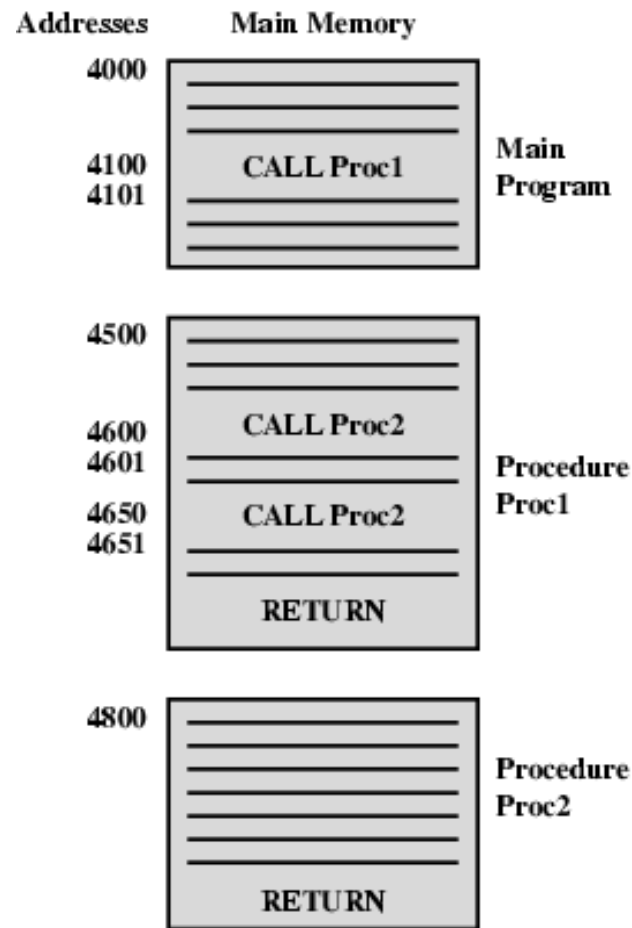 Addresses Main Memory
4000
4100 CALL Proc1
4101
Main
Program
4500
4600 CALL Proc2
4601
4650 CALL Proc2
4651
RETURN
Procedure
Proc1
4800
Procedure
Proc2
RETURN